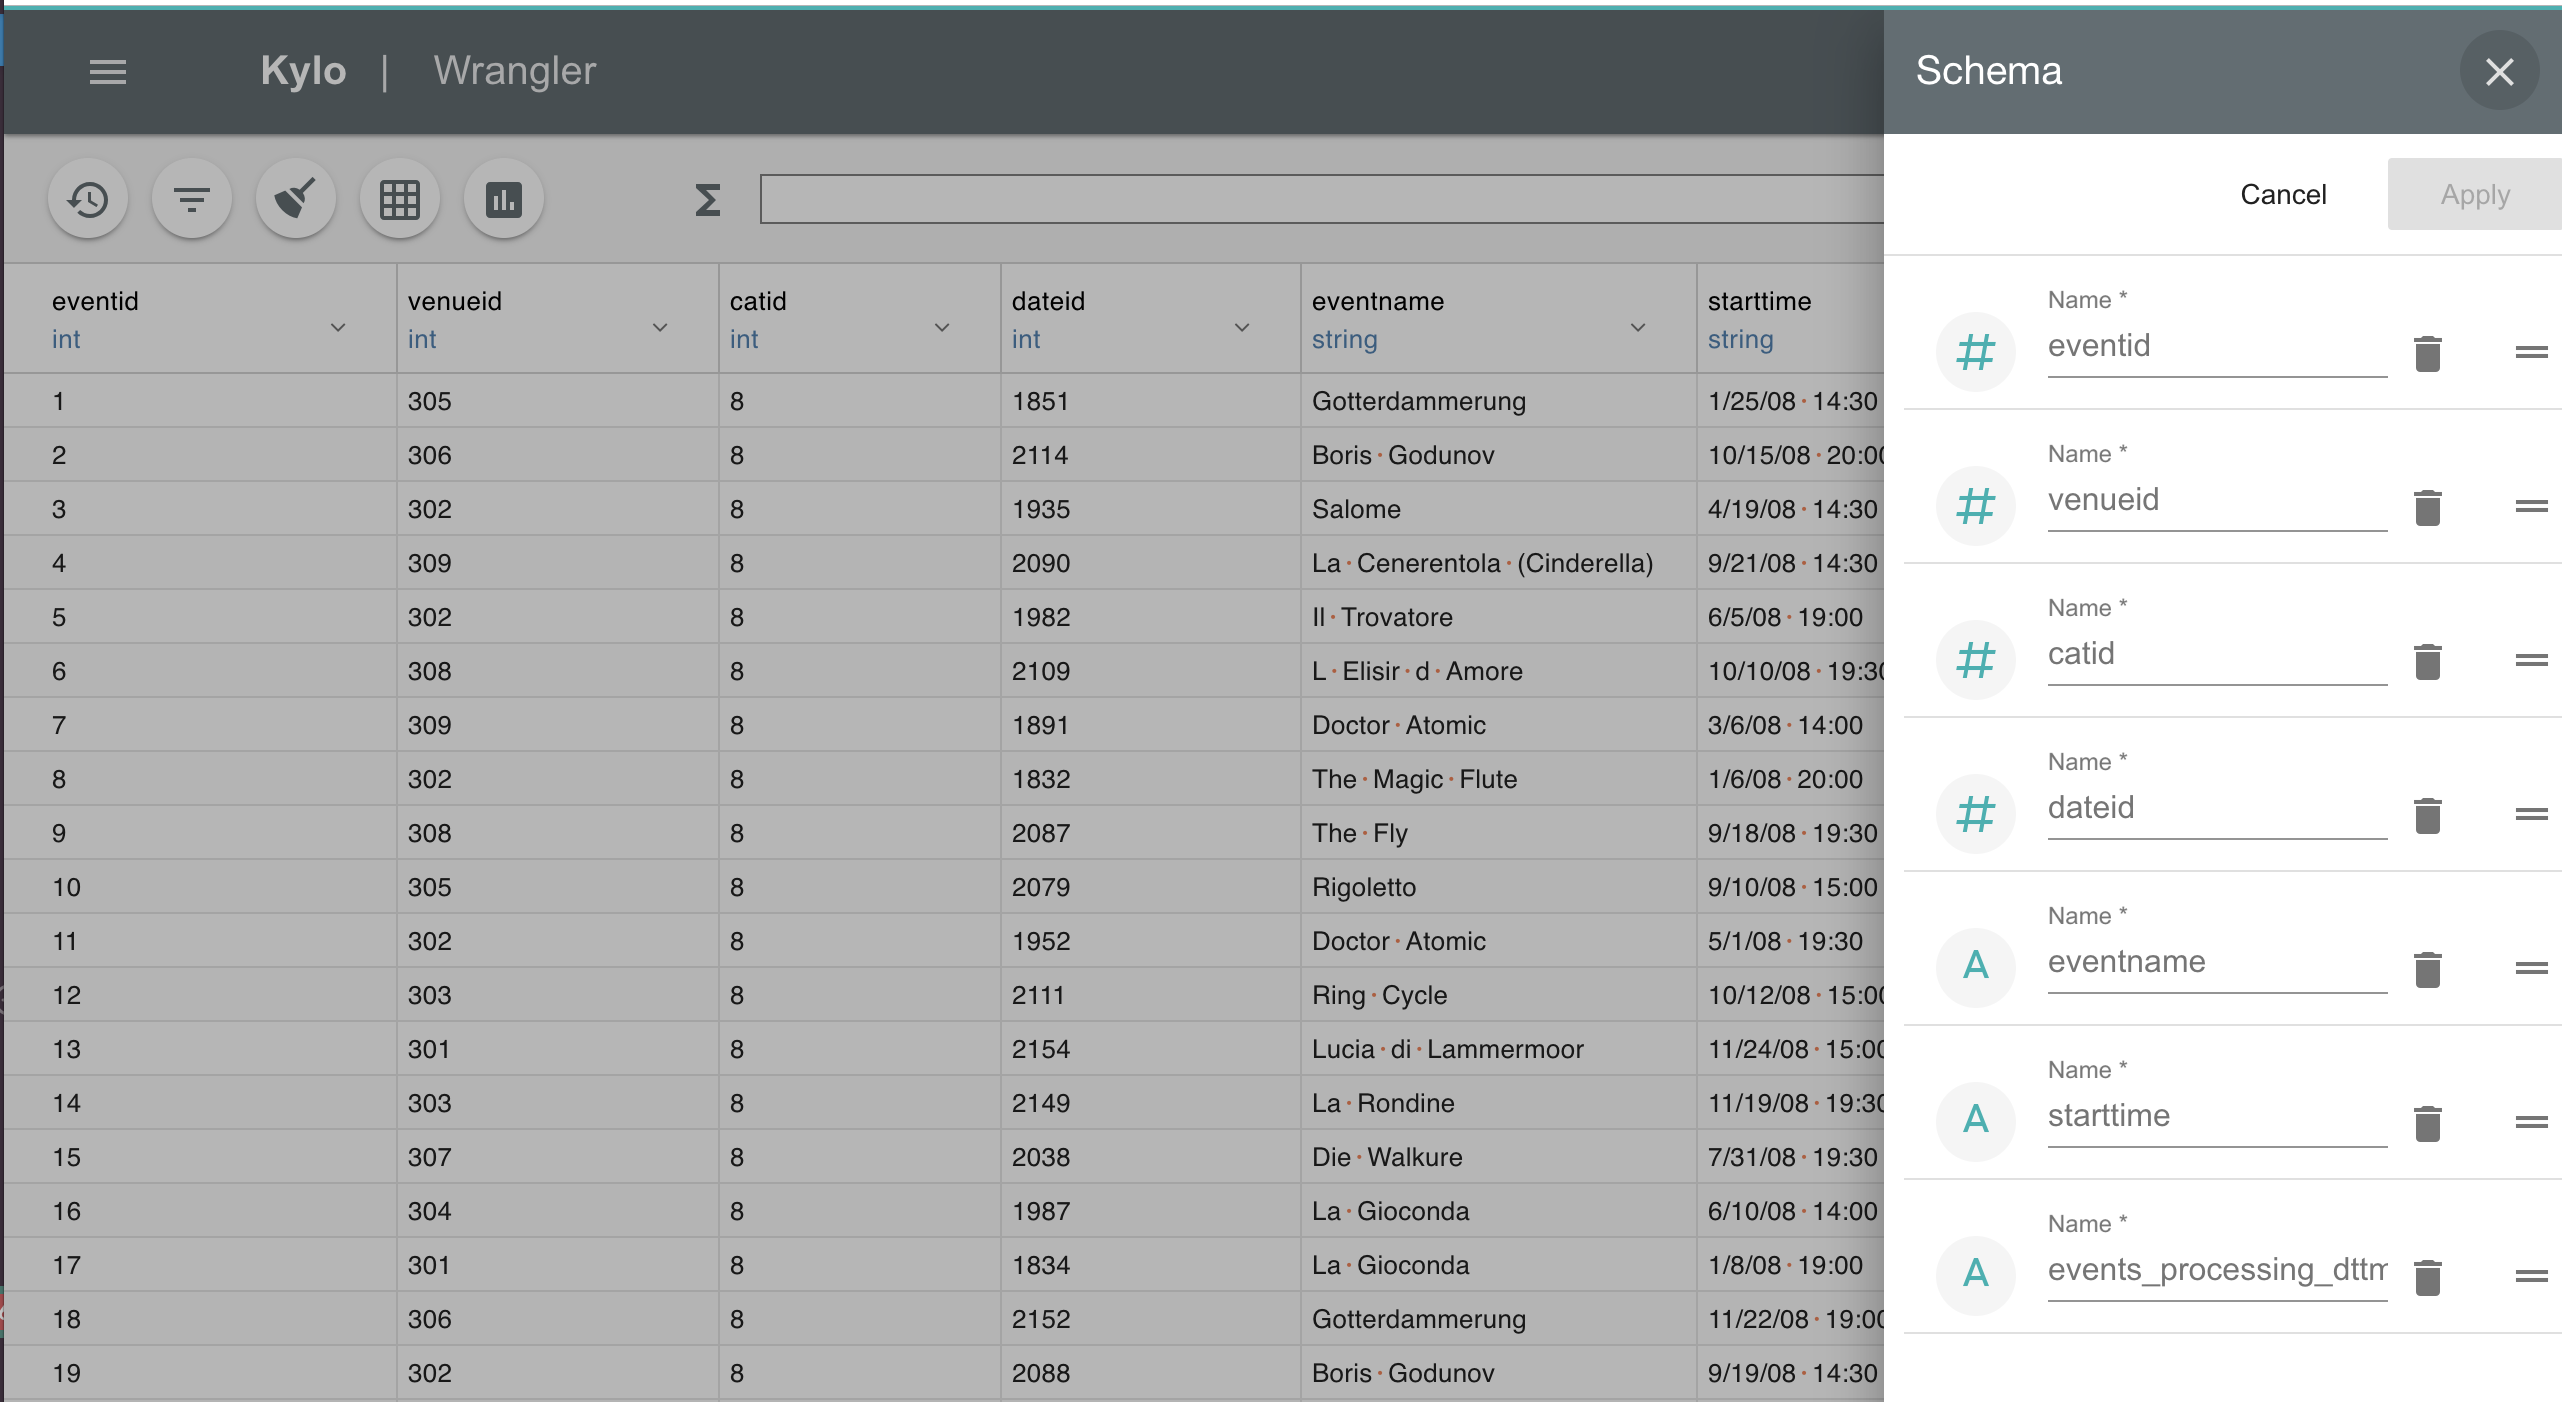 Kylo | Wrangler
Schema
Cancel
Apply
Σ
eventid venueid catid dateid eventname starttime
int int int int string string
1 305 8 1851 Gotterdammerung 1/25/08·14:30
2 306 8 2114 Boris·Godunov 10/15/08·20:00
3 302 8 1935 Salome 4/19/08·14:30
4 309 8 2090 La·Cenerentola·(Cinderella) 9/21/08·14:30
5 302 8 1982 Il·Trovatore 6/5/08·19:00
6 308 8 2109 L·Elisir·d·Amore 10/10/08·19:30
7 309 8 1891 Doctor·Atomic 3/6/08·14:00
8 302 8 1832 The·Magic·Flute 1/6/08·20:00
9 308 8 2087 The·Fly 9/18/08·19:30
10 305 8 2079 Rigoletto 9/10/08·15:00
11 302 8 1952 Doctor·Atomic 5/1/08·19:30
12 303 8 2111 Ring·Cycle 10/12/08·15:00
13 301 8 2154 Lucia·di·Lammermoor 11/24/08·15:00
14 303 8 2149 La·Rondine 11/19/08·19:30
15 307 8 2038 Die·Walkure 7/31/08·19:30
16 304 8 1987 La·Gioconda 6/10/08·14:00
17 301 8 1834 La·Gioconda 1/8/08·19:00
18 306 8 2152 Gotterdammerung 11/22/08·19:00
19 302 8 2088 Boris·Godunov 9/19/08·14:30
Name *
# eventid
Name *
# venueid
Name *
# catid
Name *
# dateid
Name *
A eventname
Name *
A starttime
Name *
A events_processing_dttm